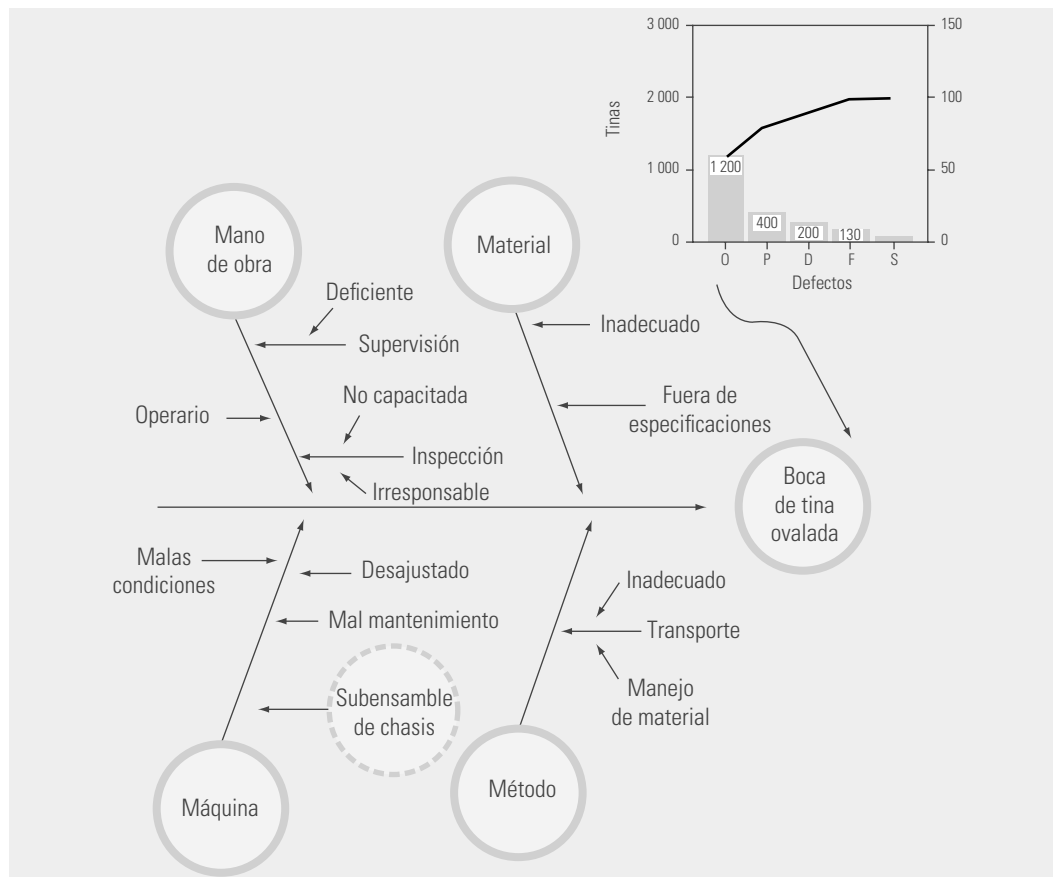 3 000
2 000
1 000
0
Tinas
150
100
50
0
1 200
400
200
130
O P D F S
Defectos
Mano
de obra
Material
Deficiente
Supervisión
Inadecuado
No capacitada
Operario
Fuera de
especificaciones
Inspección
Irresponsable
Boca
de tina
ovalada
Malas
condiciones
Desajustado
Inadecuado
Mal mantenimiento
Transporte
Subensamble
de chasis
Manejo
de material
Máquina
Método